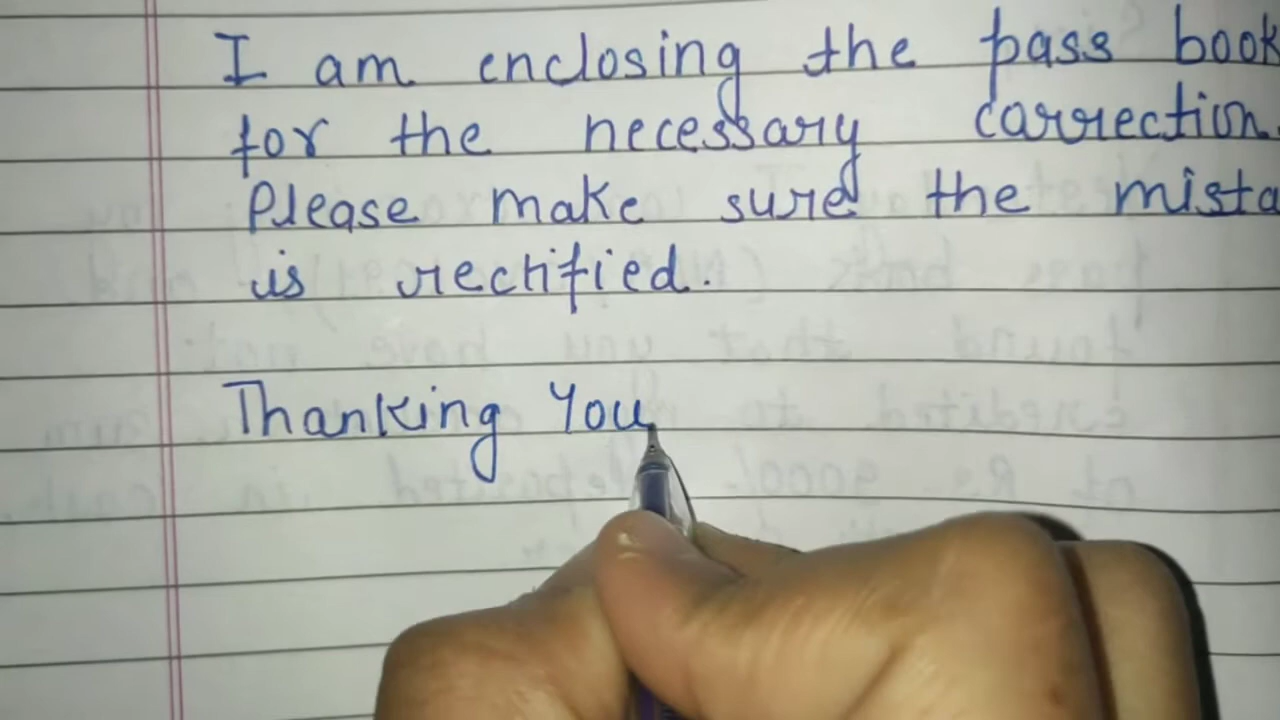 I am enclosing the pass book
for the necessary carrection.
Please make sure the mista
is rectified.
Thanking You